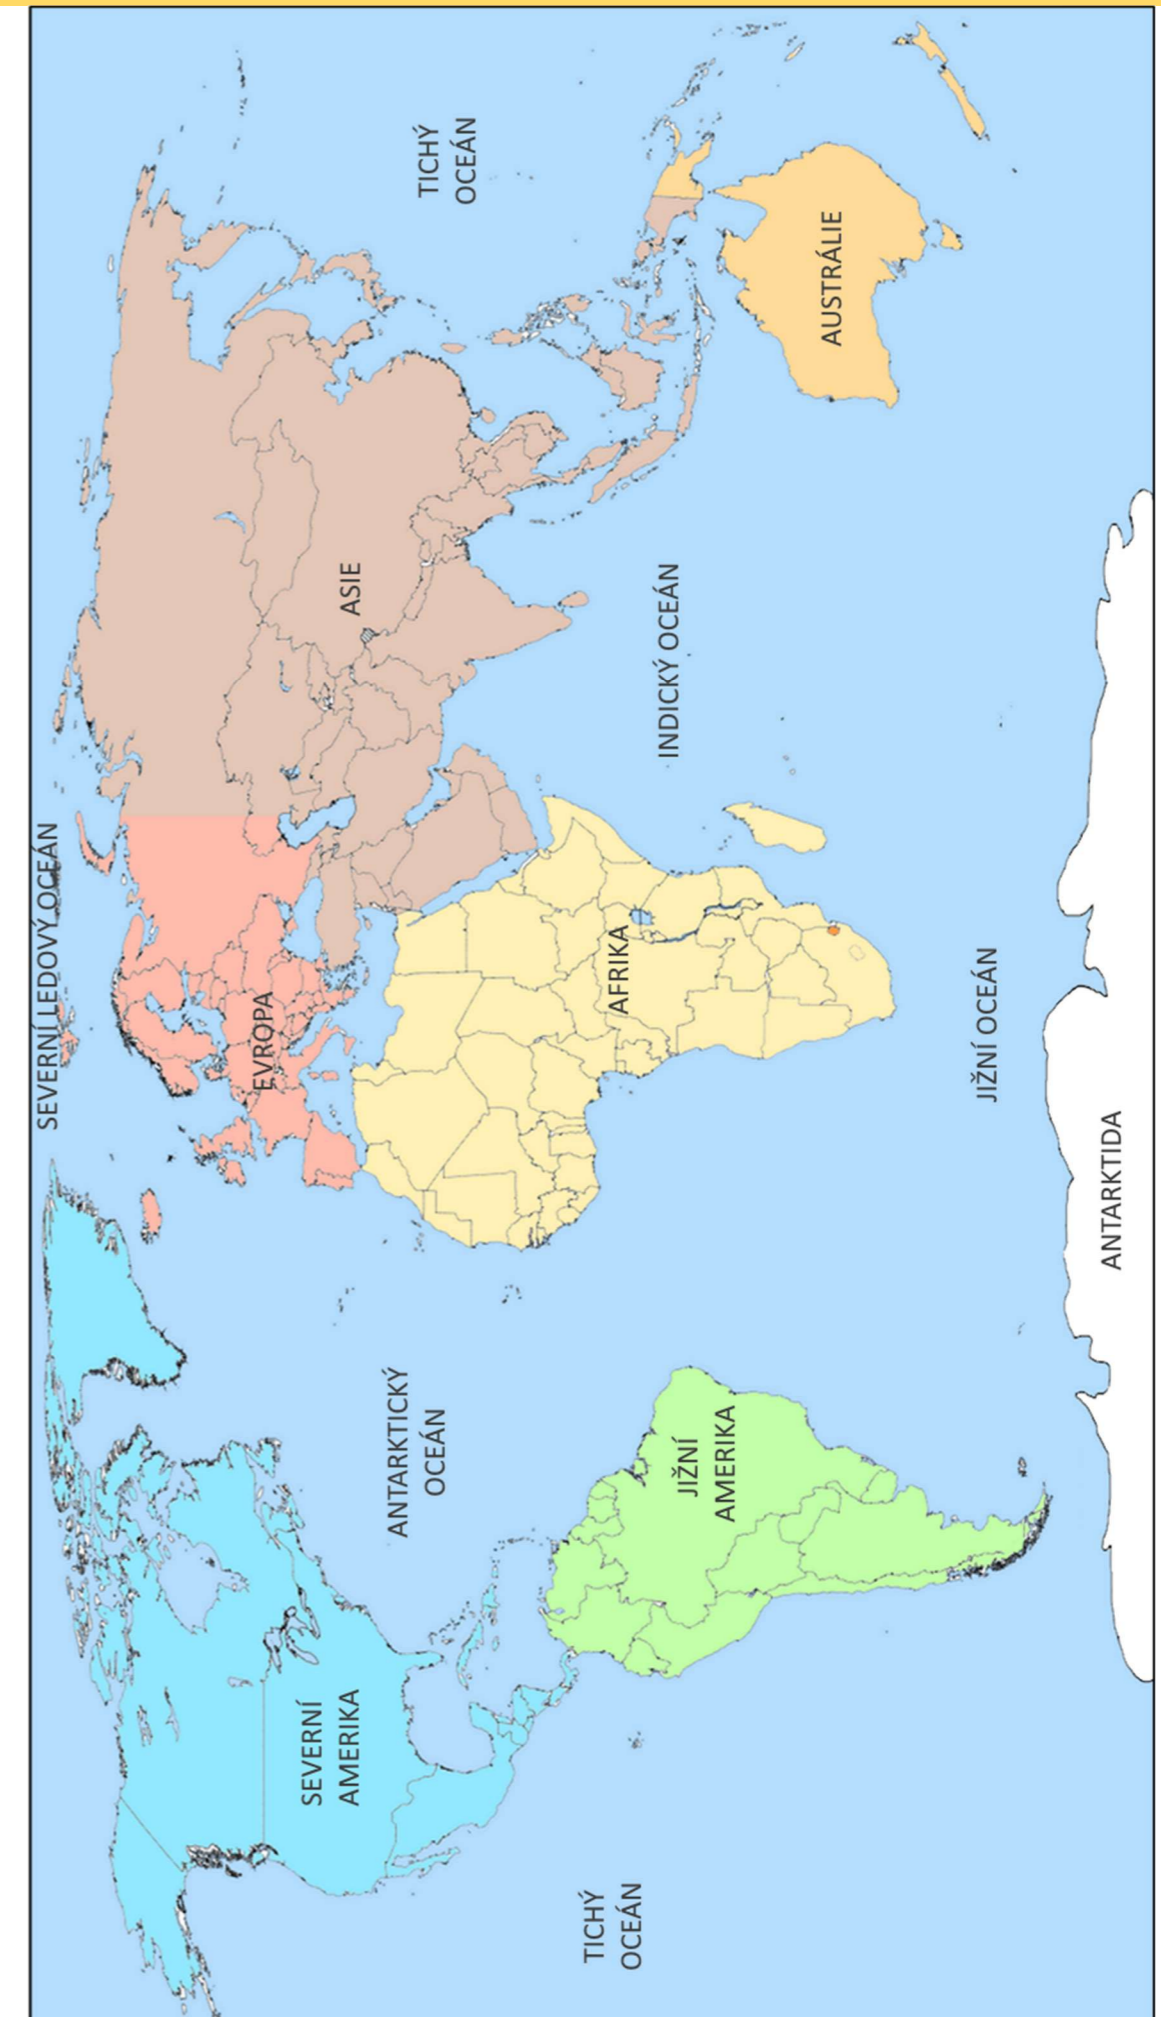 SEVERNÍ LEDOVÝ OCEÁN
EVROPA
ASIE
SEVERNÍ
AMERIKA
ANTARKTICKÝ
OCEÁN
TICHÝ
OCEÁN
TICHÝ
OCEÁN
AFRIKA
INDICKÝ OCEÁN
JIŽNÍ
AMERIKA
AUSTRÁLIE
JIŽNÍ OCEÁN
ANTARKTIDA